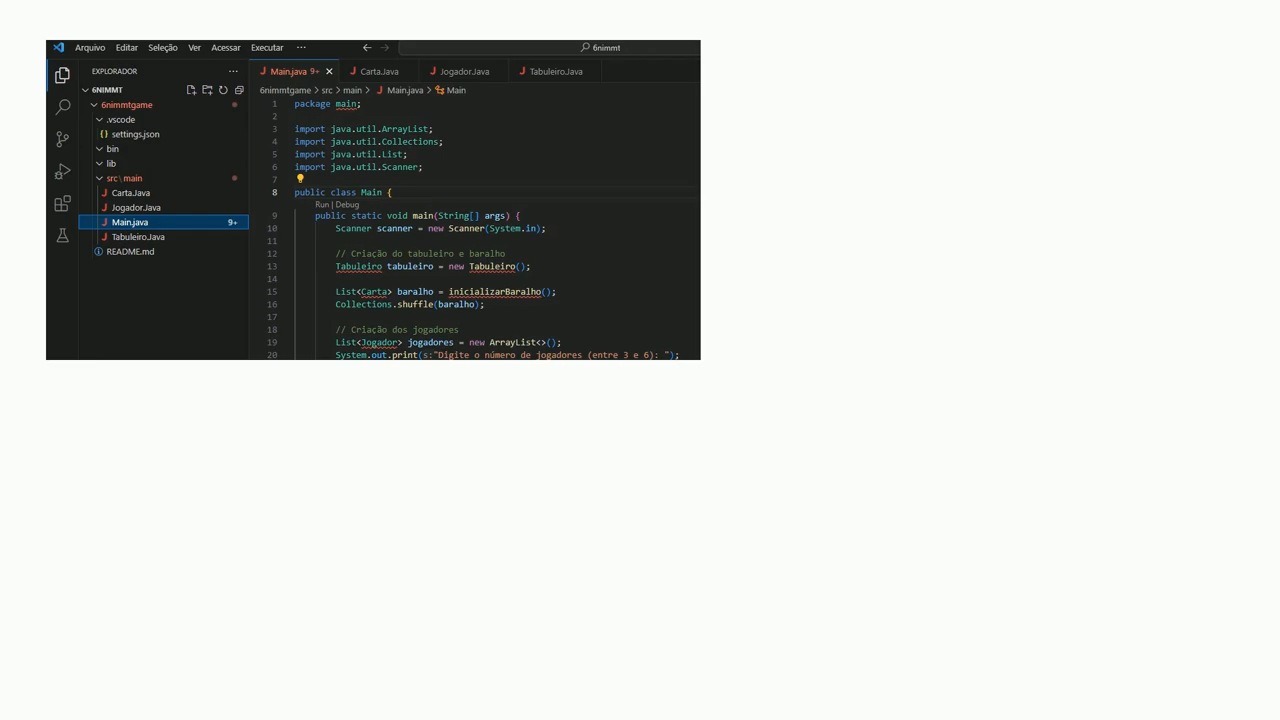 Arquivo Editar Seleção Ver Acessar Executar ··· ← → 6nimmt
EXPLORADOR ···
6NIMMT
6nimmtgame
.vscode
{} settings.json
bin
lib
src\main
J Carta.Java
J Jogador.Java
J Main.java 9+
J Tabuleiro.Java
README.md
J Main.java 9+ × J Carta.Java J Jogador.Java J Tabuleiro.Java
6nimmtgame > src > main > J Main.java > Main
1 package main;
2
3 import java.util.ArrayList;
4 import java.util.Collections;
5 import java.util.List;
6 import java.util.Scanner;
7
8 public class Main {
Run | Debug
9 public static void main(String[] args) {
10 Scanner scanner = new Scanner(System.in);
11
12 // Criação do tabuleiro e baralho
13 Tabuleiro tabuleiro = new Tabuleiro();
14
15 List<Carta> baralho = inicializarBaralho();
16 Collections.shuffle(baralho);
17
18 // Criação dos jogadores
19 List<Jogador> jogadores = new ArrayList<>();
20 System.out.print(s:"Digite o número de jogadores (entre 3 e 6): ");